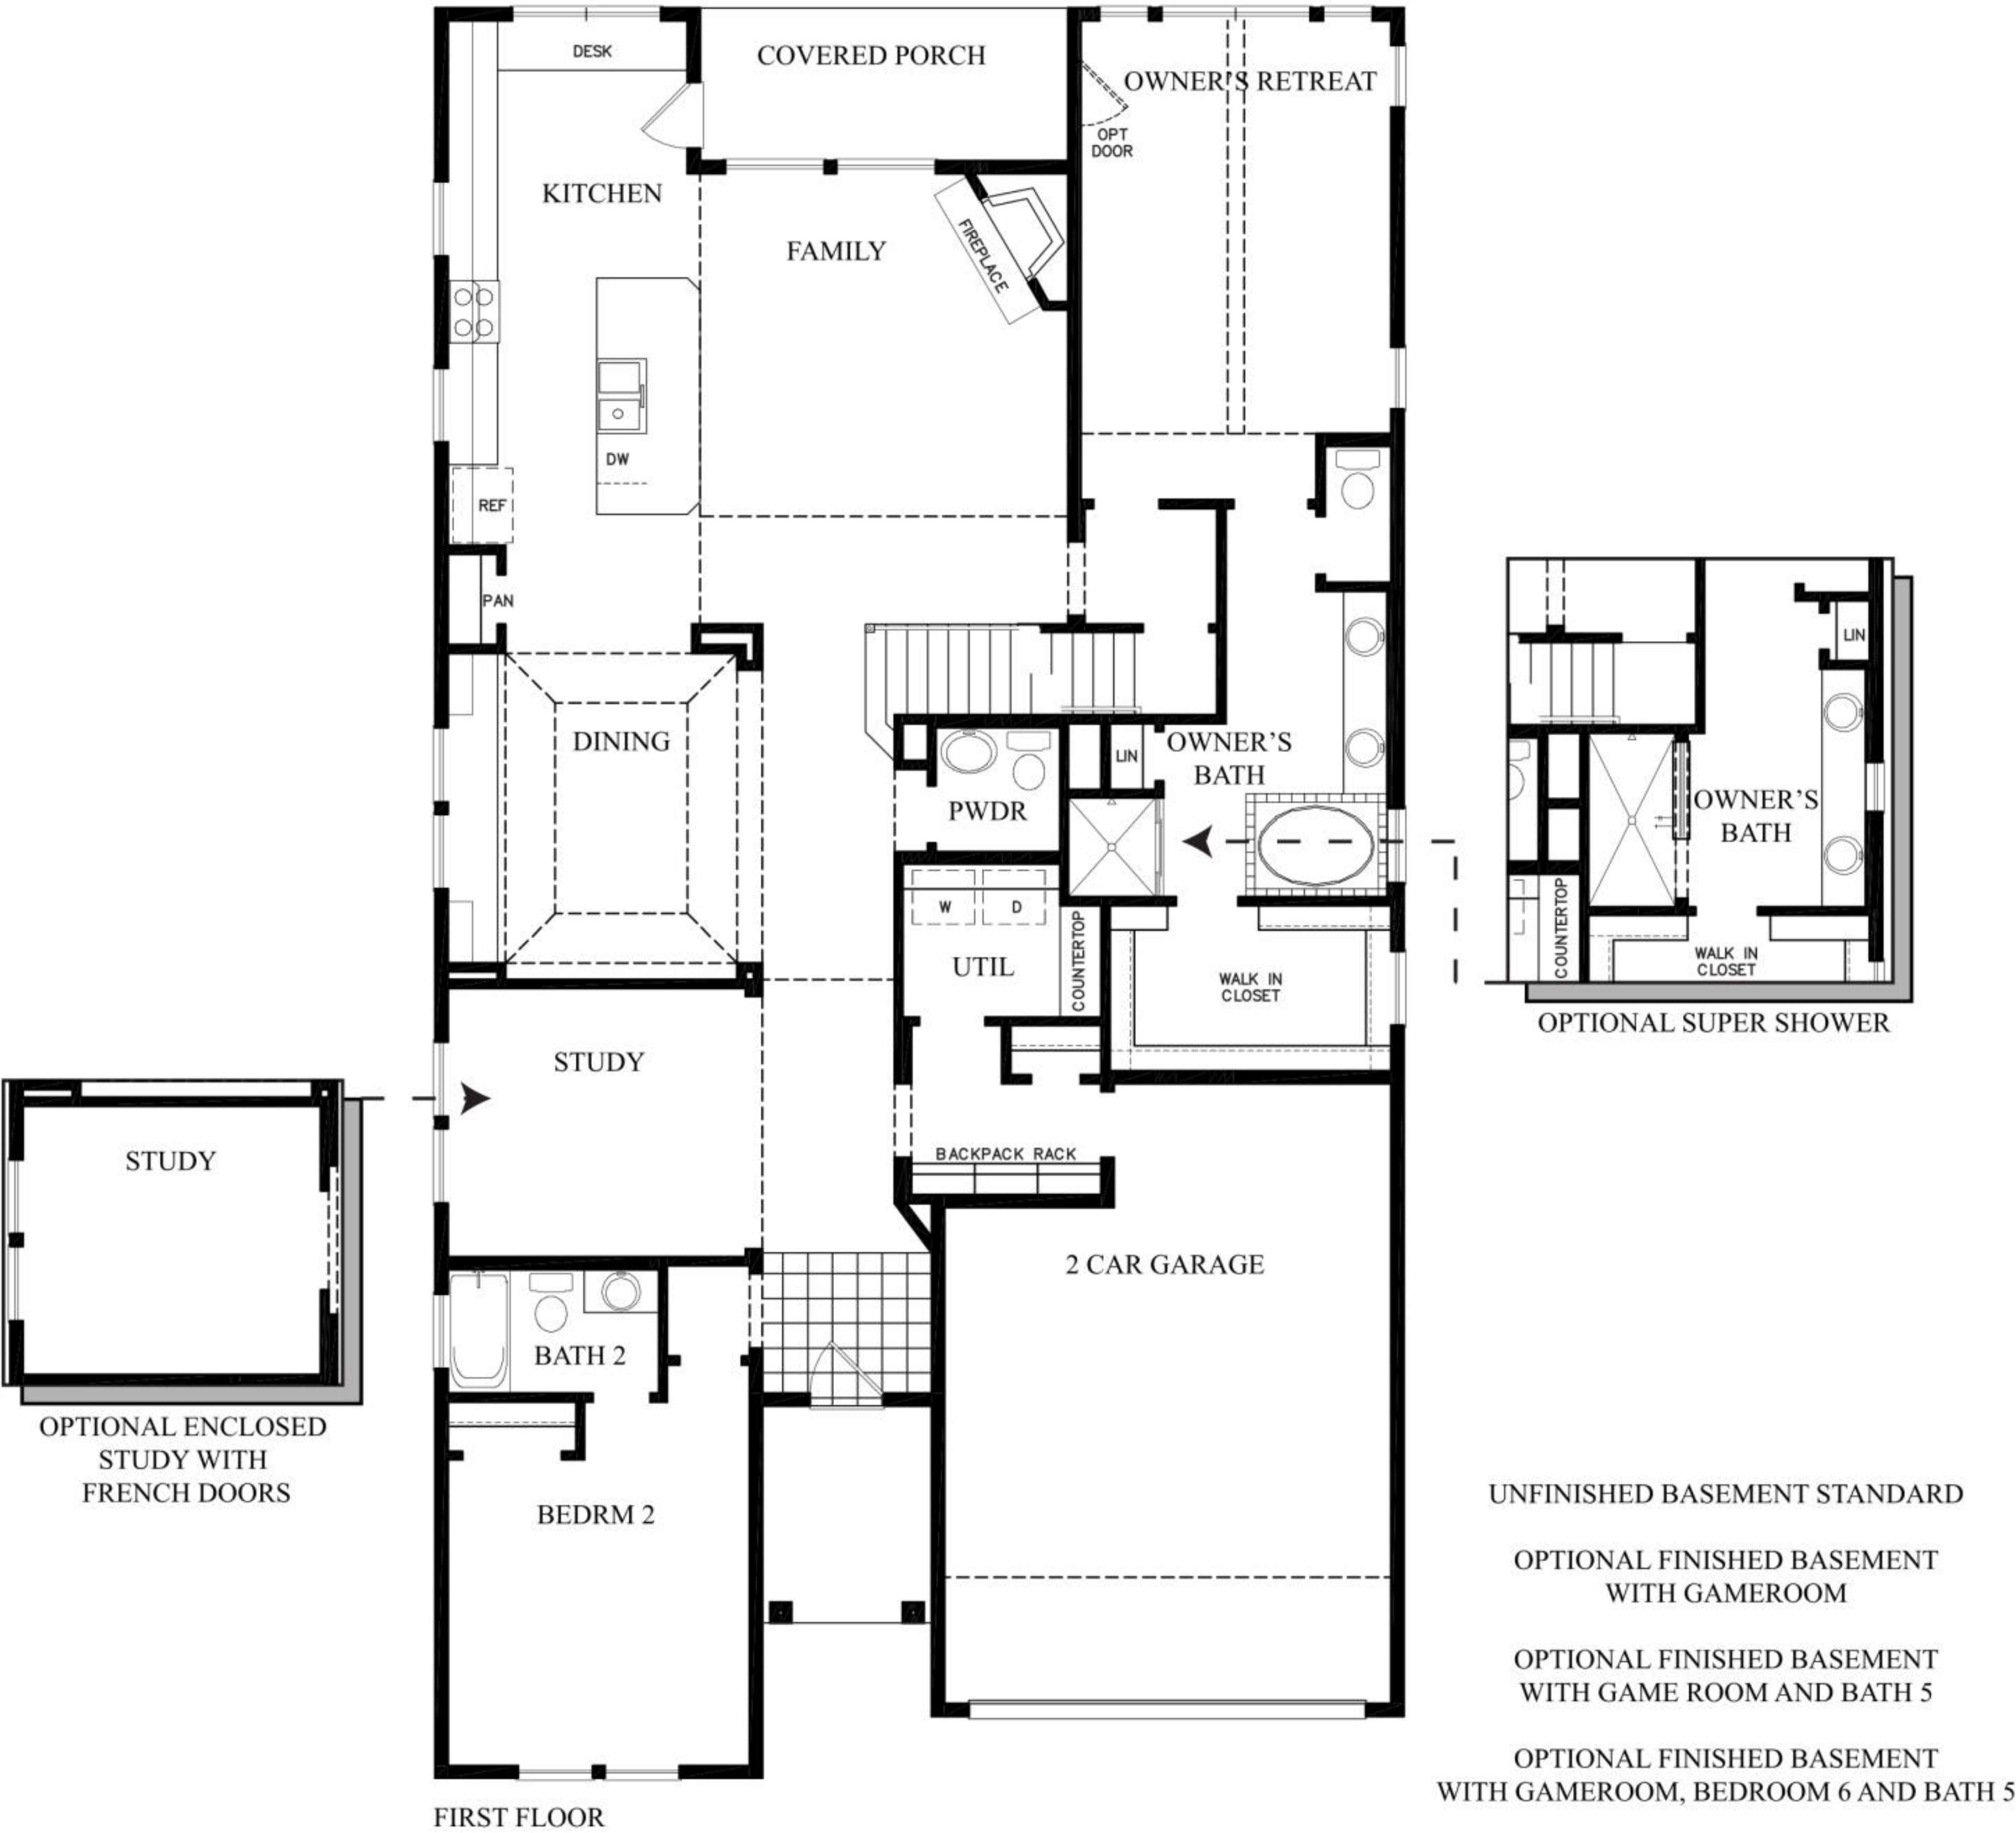 DESK
COVERED PORCH
OWNER'S RETREAT
OPT
DOOR
KITCHEN
FAMILY
FIREPLACE
DW
REF
PAN
DINING
LIN
OWNER'S
BATH
PWDR
W
D
COUNTERTOP
UTIL
WALK IN
CLOSET
LIN
OWNER'S
BATH
COUNTERTOP
WALK IN
CLOSET
OPTIONAL SUPER SHOWER
STUDY
BACKPACK RACK
STUDY
OPTIONAL ENCLOSED
STUDY WITH
FRENCH DOORS
2 CAR GARAGE
BATH 2
BEDRM 2
UNFINISHED BASEMENT STANDARD
OPTIONAL FINISHED BASEMENT
WITH GAMEROOM
OPTIONAL FINISHED BASEMENT
WITH GAME ROOM AND BATH 5
OPTIONAL FINISHED BASEMENT
WITH GAMEROOM, BEDROOM 6 AND BATH 5
FIRST FLOOR